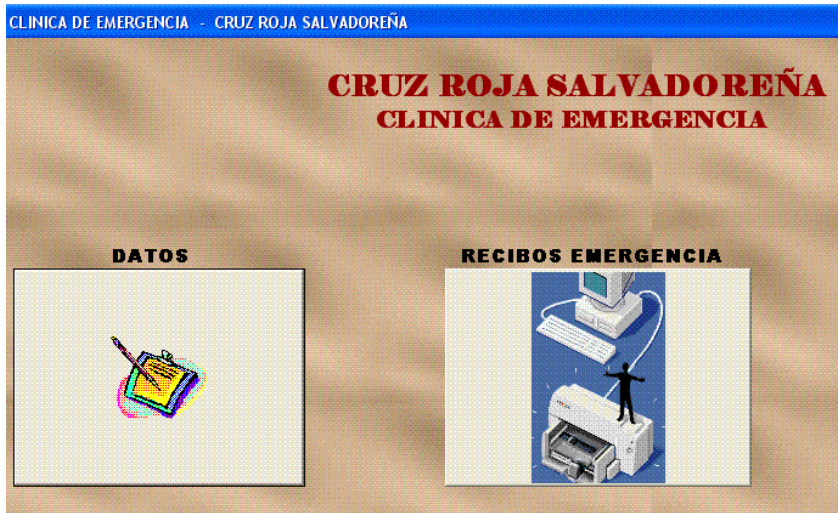 CLINICA DE EMERGENCIA - CRUZ ROJA SALVADOREÑA
CRUZ ROJA SALVADOREÑA
CLINICA DE EMERGENCIA
DATOS
RECIBOS EMERGENCIA